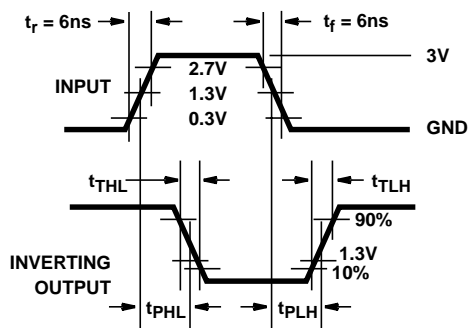 tr = 6ns
tf = 6ns
3V
2.7V
INPUT
1.3V
0.3V
GND
tTHL
tTLH
90%
1.3V
INVERTING
OUTPUT
10%
tPHL
tPLH